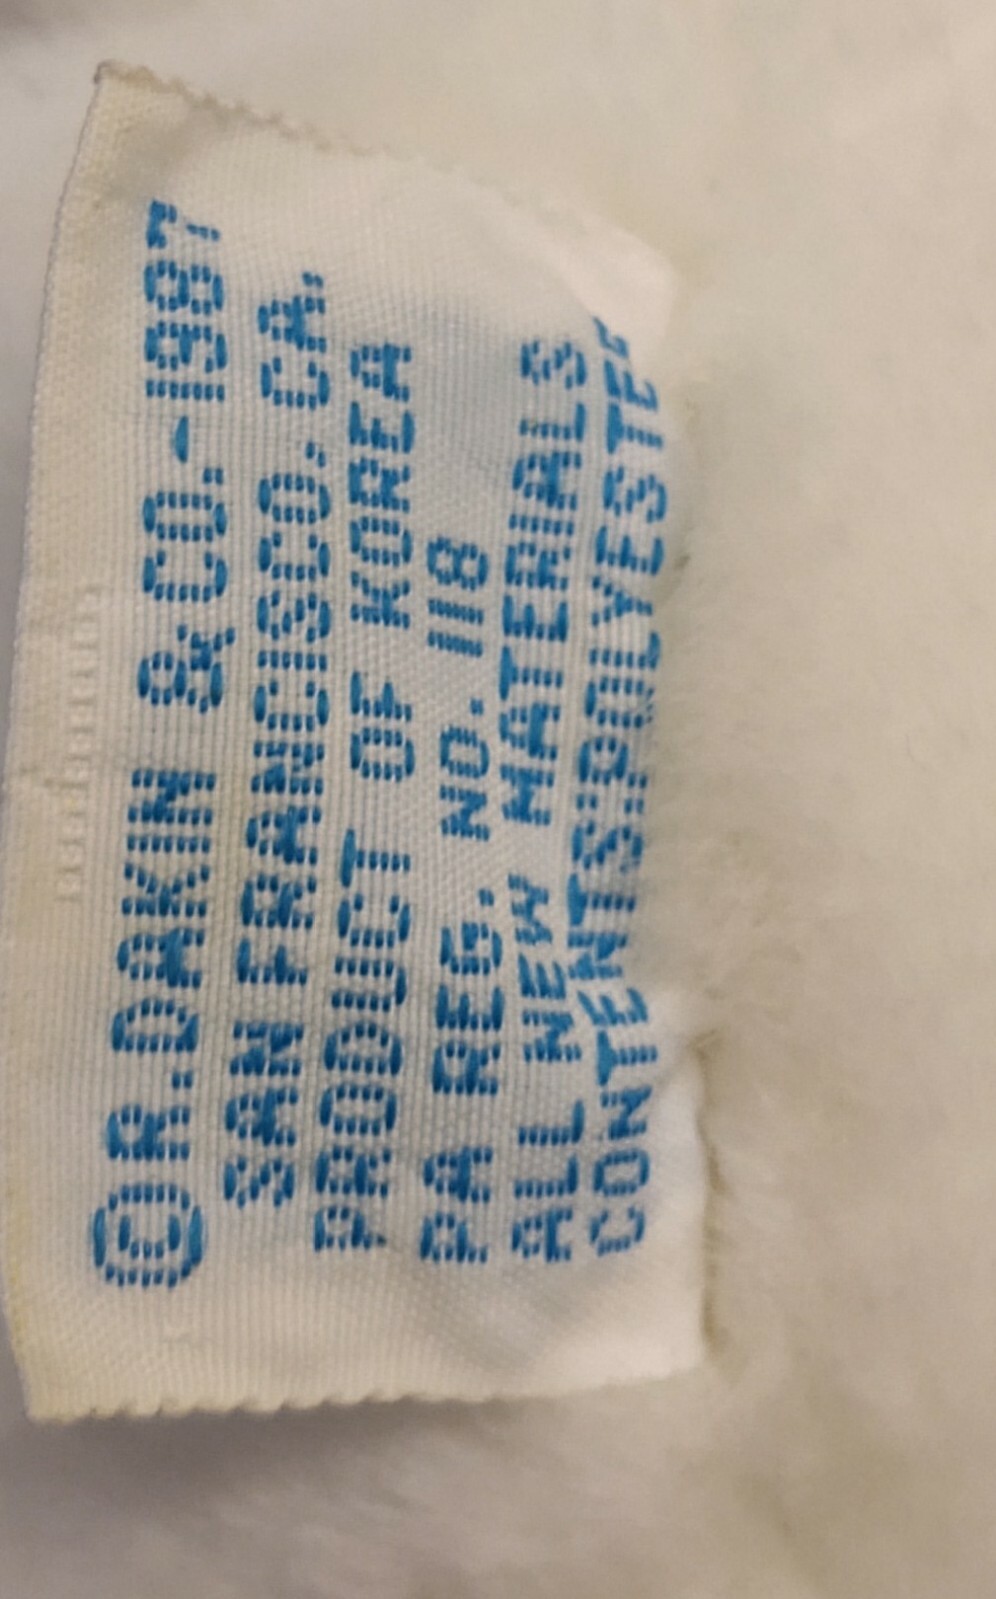 ©R.DAKIN & CO.-1987
SAN FRANCISCO. CA.
PRODUCT OF KOREA
PA REG. NO. 118
ALL NEW MATERIALS
CONTENTS:POLYESTER